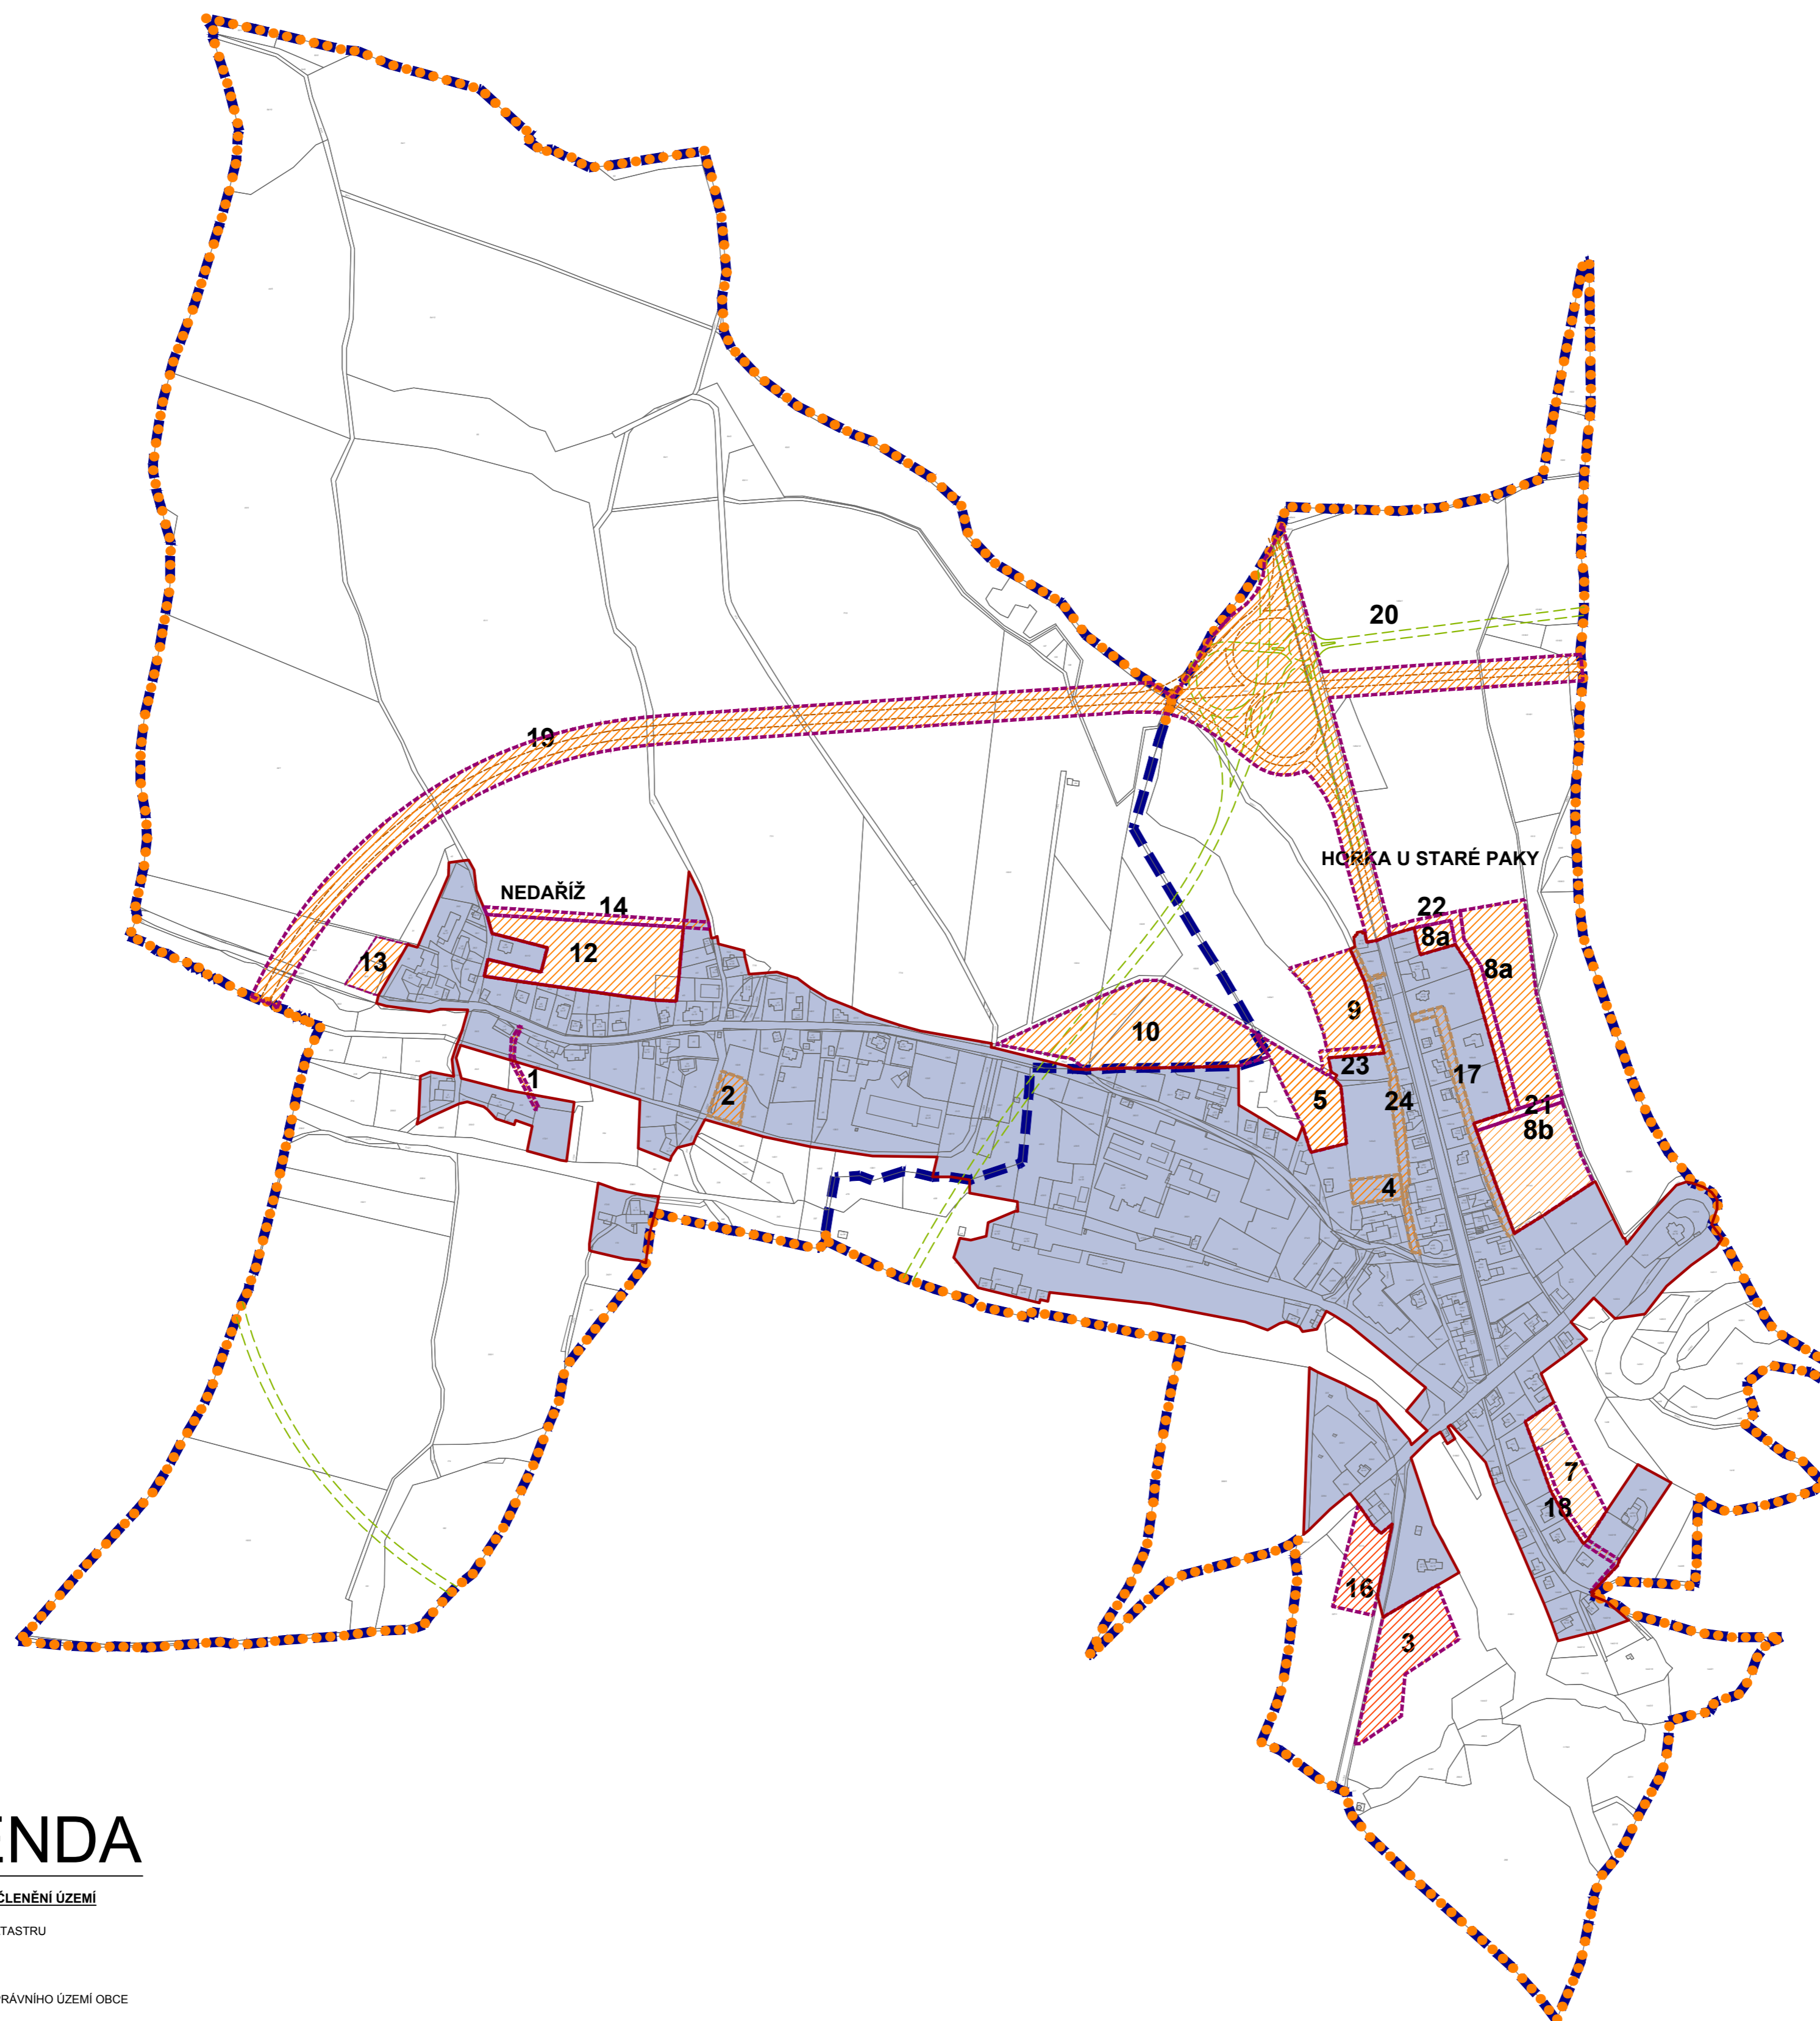 20
19
HORKA U STARÉ PAKY
NEDAŘÍŽ
14
22
8a
13
12
8a
9
10
23
1
2
5
24
17
21
8b
4
7
18
16
3
ENDA
ČLENĚNÍ ÚZEMÍ
TASTRU
RÁVNÍHO ÚZEMÍ OBCE